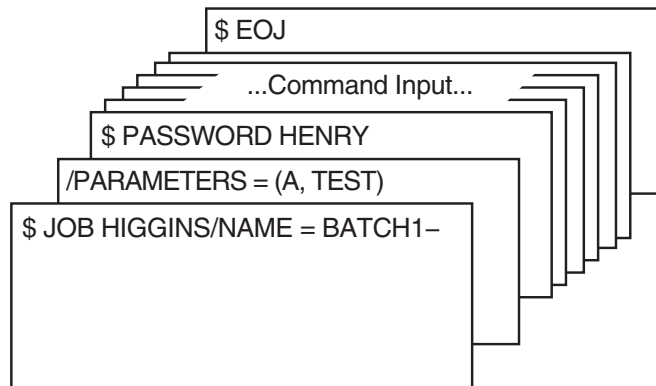 $ EOJ
...Command Input...
$ PASSWORD HENRY
/PARAMETERS = (A, TEST)
$ JOB HIGGINS/NAME = BATCH1–